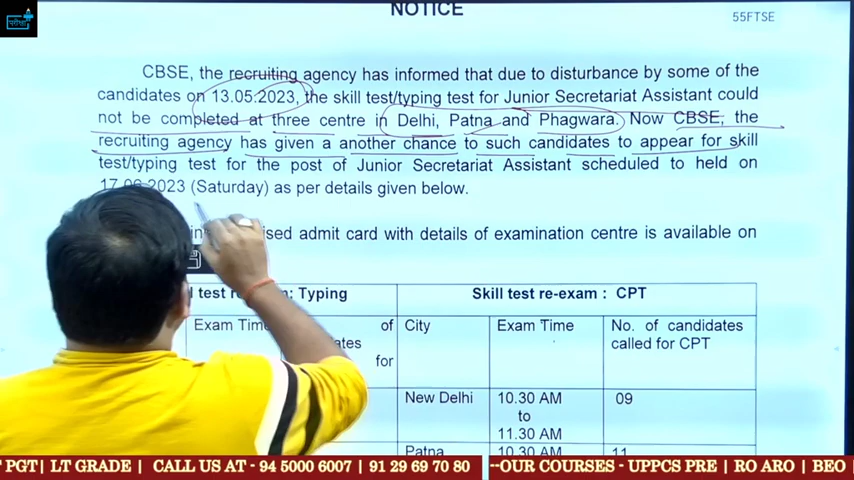 परीक्षा
NOTICE
55FTSE
CBSE, the recruiting agency has informed that due to disturbance by some of the
candidates on 13.05.2023, the skill test/typing test for Junior Secretariat Assistant could
not be completed at three centre in Delhi, Patna and Phagwara. Now CBSE, the
recruiting agency has given a another chance to such candidates to appear for skill
test/typing test for the post of Junior Secretariat Assistant scheduled to held on
17.06.2023 (Saturday) as per details given below.
ised admit card with details of examination centre is available on
ll test re-exam: Typing
Skill test re-exam : CPT
Exam Time
of
ates
for
City
Exam Time
No. of candidates
called for CPT
New Delhi
10.30 AM
to
11.30 AM
09
Patna
10.30 AM
11
T PGT| LT GRADE | CALL US AT - 94 5000 6007 | 91 29 69 70 80
--OUR COURSES - UPPCS PRE | RO ARO | BEO